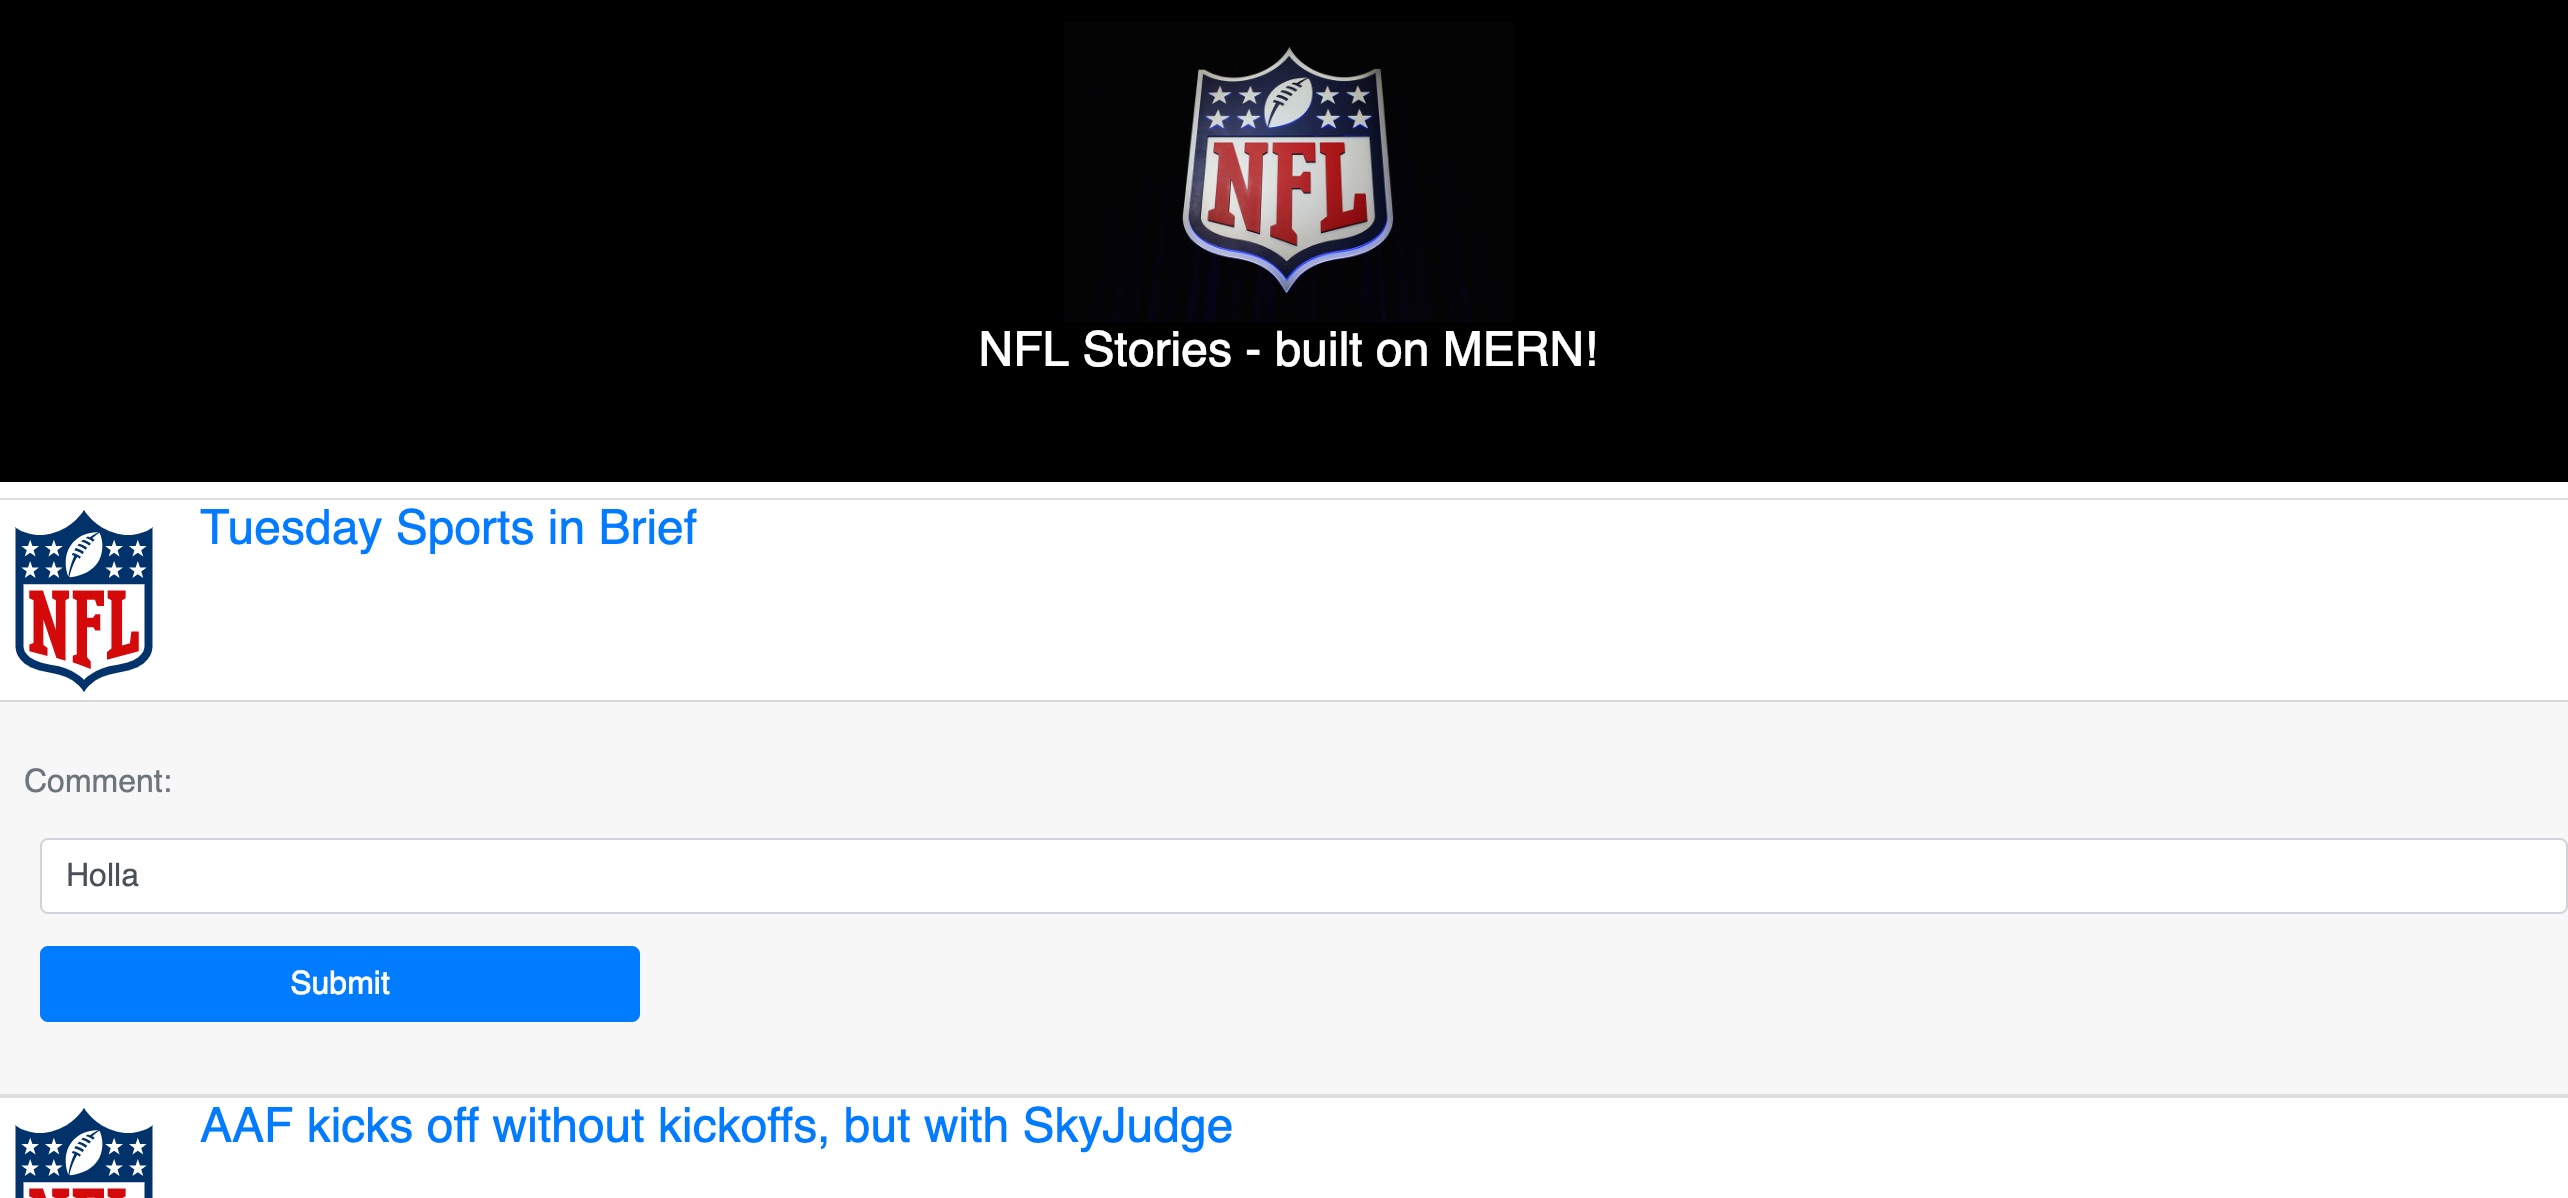 NFL
NFL Stories - built on MERN!
NFL
Tuesday Sports in Brief
Comment:
Holla
Submit
AAF kicks off without kickoffs, but with SkyJudge